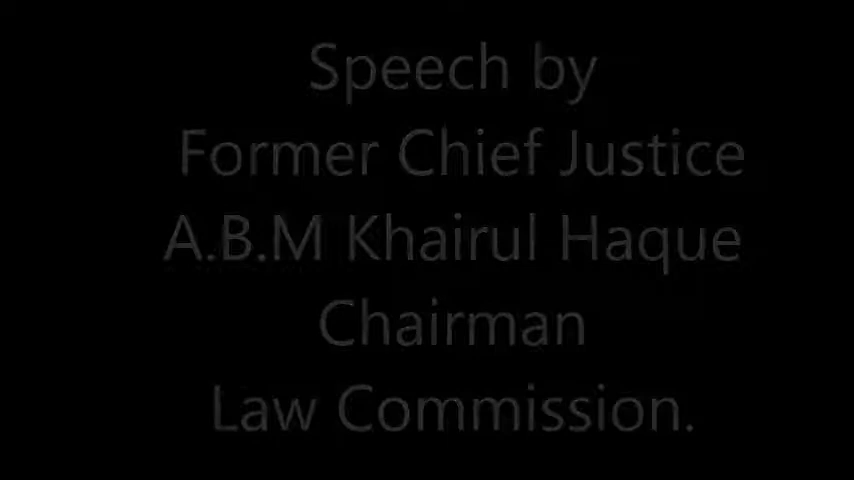 Speech by
Former Chief Justice
A.B.M Khairul Haque
Chairman
Law Commission.